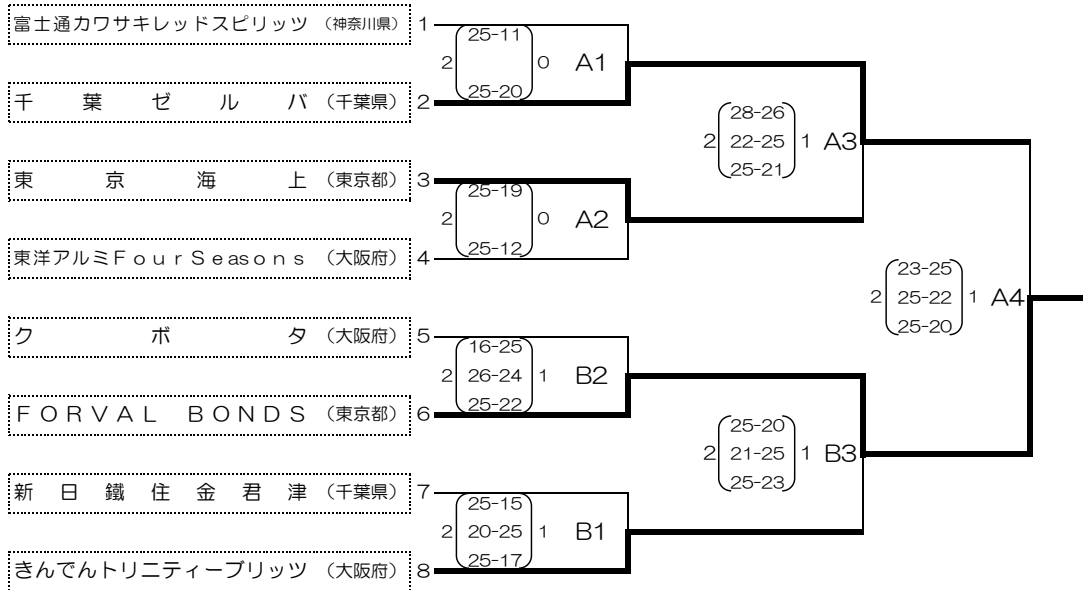 富士通カワサキレッドスピリッツ (神奈川県) 1
25-11
2 0 A1
25-20
千葉ゼルバ (千葉県) 2
28-26
2 22-25 1 A3
25-21
東京海上 (東京都) 3
25-19
2 0 A2
25-12
東洋アルミFourSeasons (大阪府) 4
23-25
2 25-22 1 A4
25-20
クボタ (大阪府) 5
16-25
2 26-24 1 B2
25-22
FORVAL BONDS (東京都) 6
25-20
2 21-25 1 B3
25-23
新日鐵住金君津 (千葉県) 7
25-15
2 20-25 1 B1
25-17
きんでんトリニティーブリッツ (大阪府) 8